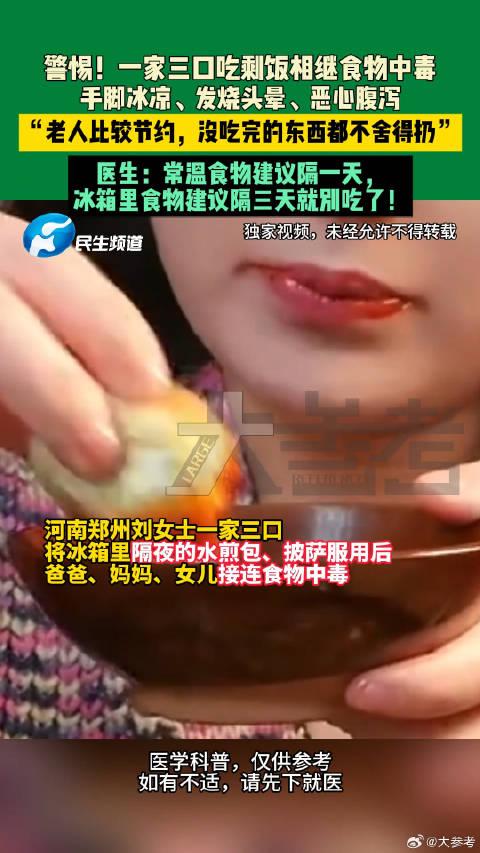 警惕！一家三口吃剩饭相继食物中毒
手脚冰凉、发烧头晕、恶心腹泻
“老人比较节约，没吃完的东西都不舍得扔”
医生：常温食物建议隔一天，
冰箱里食物建议隔三天就别吃了！
民生频道
独家视频，未经允许不得转载
大参考
LARGE
REFERENCE
河南郑州刘女士一家三口
将冰箱里隔夜的水煎包、披萨服用后
爸爸、妈妈、女儿接连食物中毒
医学科普，仅供参考
如有不适，请先下就医
@大参考